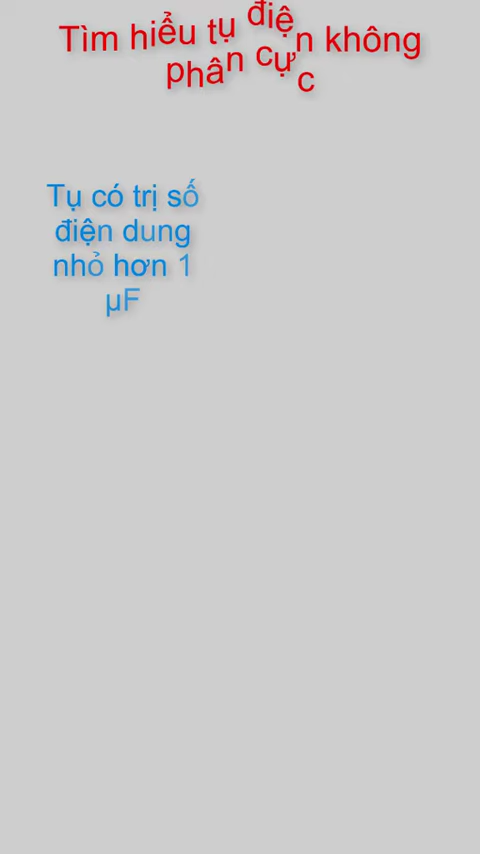 Tìm hiểu tụ điện không
phân cực
Tụ có trị số
điện dung
nhỏ hơn 1
µF